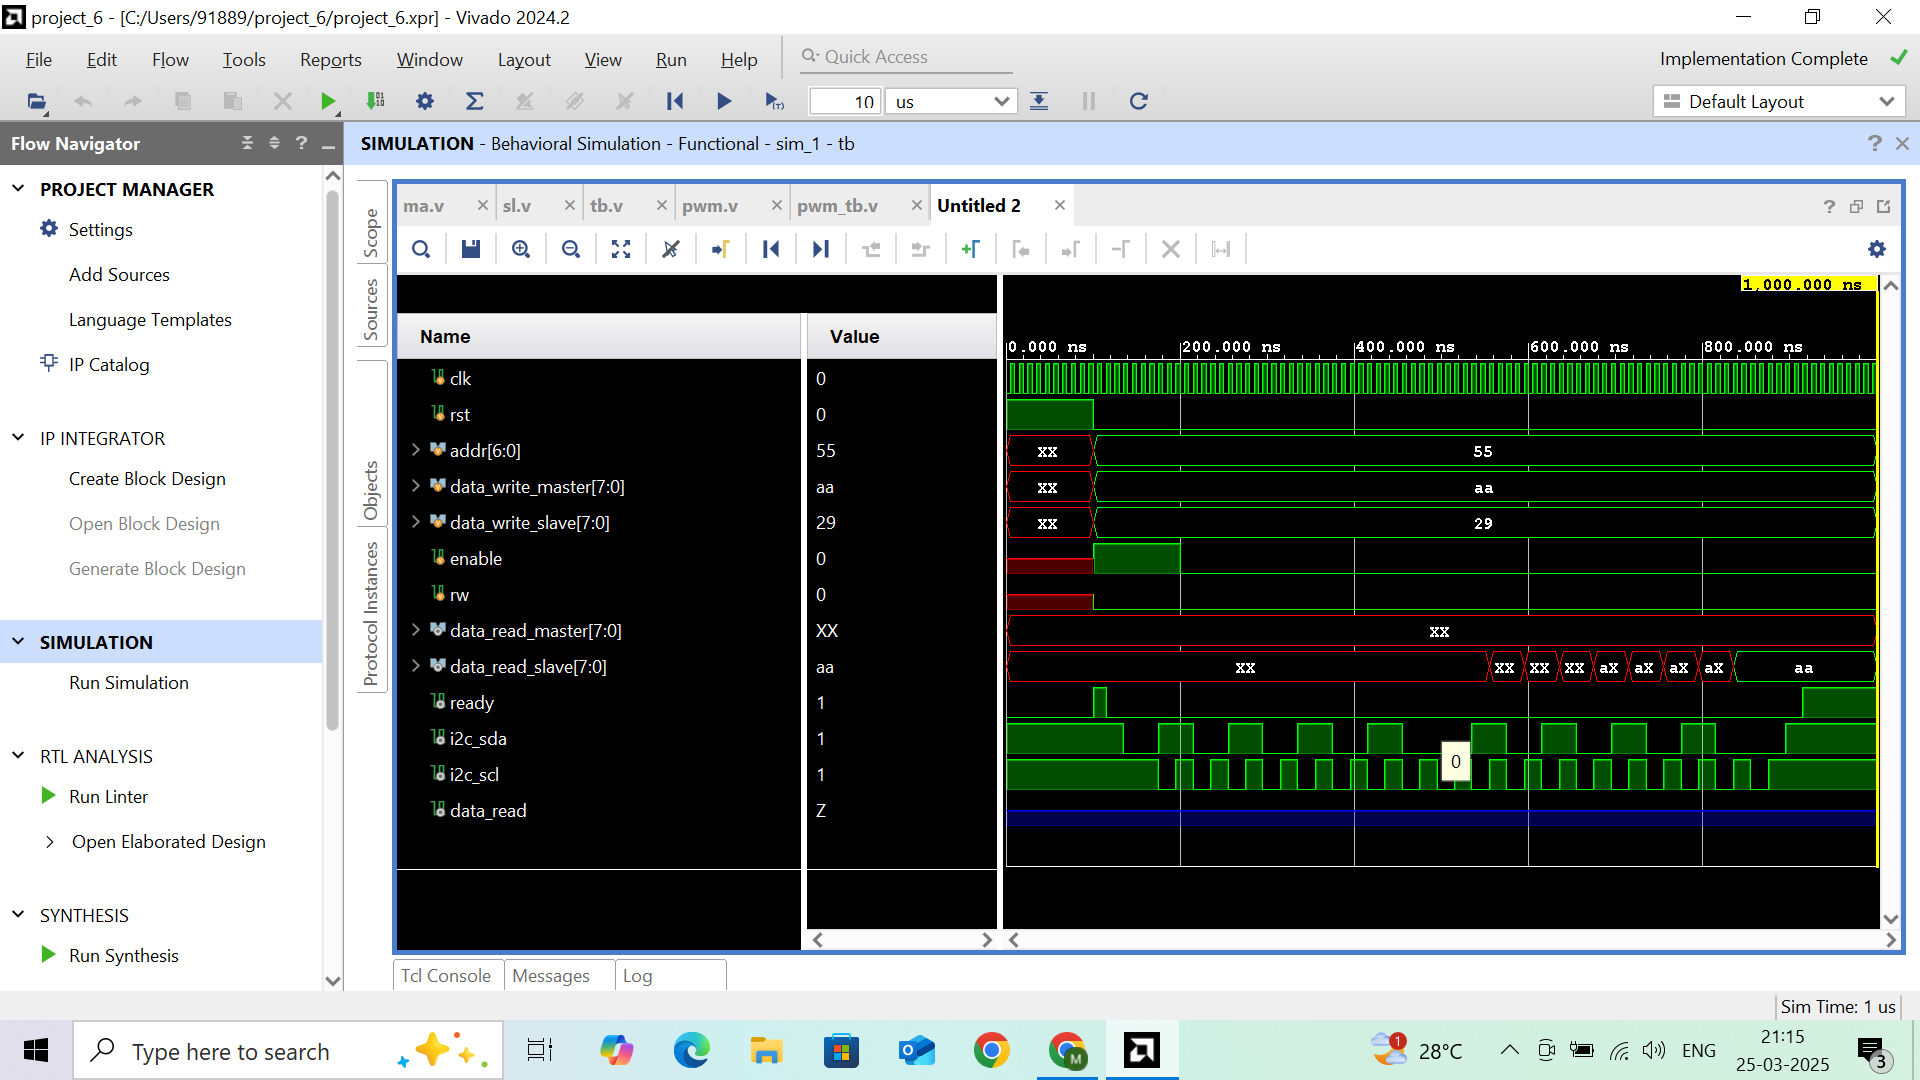 project_6 - [C:/Users/91889/project_6/project_6.xpr] - Vivado 2024.2
File Edit Flow Tools Reports Window Layout View Run Help Quick Access Implementation Complete
10 us Default Layout
Flow Navigator ? SIMULATION - Behavioral Simulation - Functional - sim_1 - tb ?
PROJECT MANAGER
Settings
Add Sources
Language Templates
IP Catalog
IP INTEGRATOR
Create Block Design
Open Block Design
Generate Block Design
SIMULATION
Run Simulation
RTL ANALYSIS
Run Linter
Open Elaborated Design
SYNTHESIS
Run Synthesis
Scope
Sources
Objects
Protocol Instances
ma.v sl.v tb.v pwm.v pwm_tb.v Untitled 2 ?
1,000.000 ns
Name Value
0.000 ns 200.000 ns 400.000 ns 600.000 ns 800.000 ns
clk 0
rst 0
addr[6:0] 55 XX 55
data_write_master[7:0] aa XX aa
data_write_slave[7:0] 29 XX 29
enable 0
rw 0
data_read_master[7:0] XX XX
data_read_slave[7:0] aa XX XX XX XX aX aX aX aX aa
ready 1
i2c_sda 1
i2c_scl 1
0
data_read Z
Tcl Console Messages Log
Sim Time: 1 us
Type here to search
M
1
28°C
ENG
21:15
25-03-2025
3